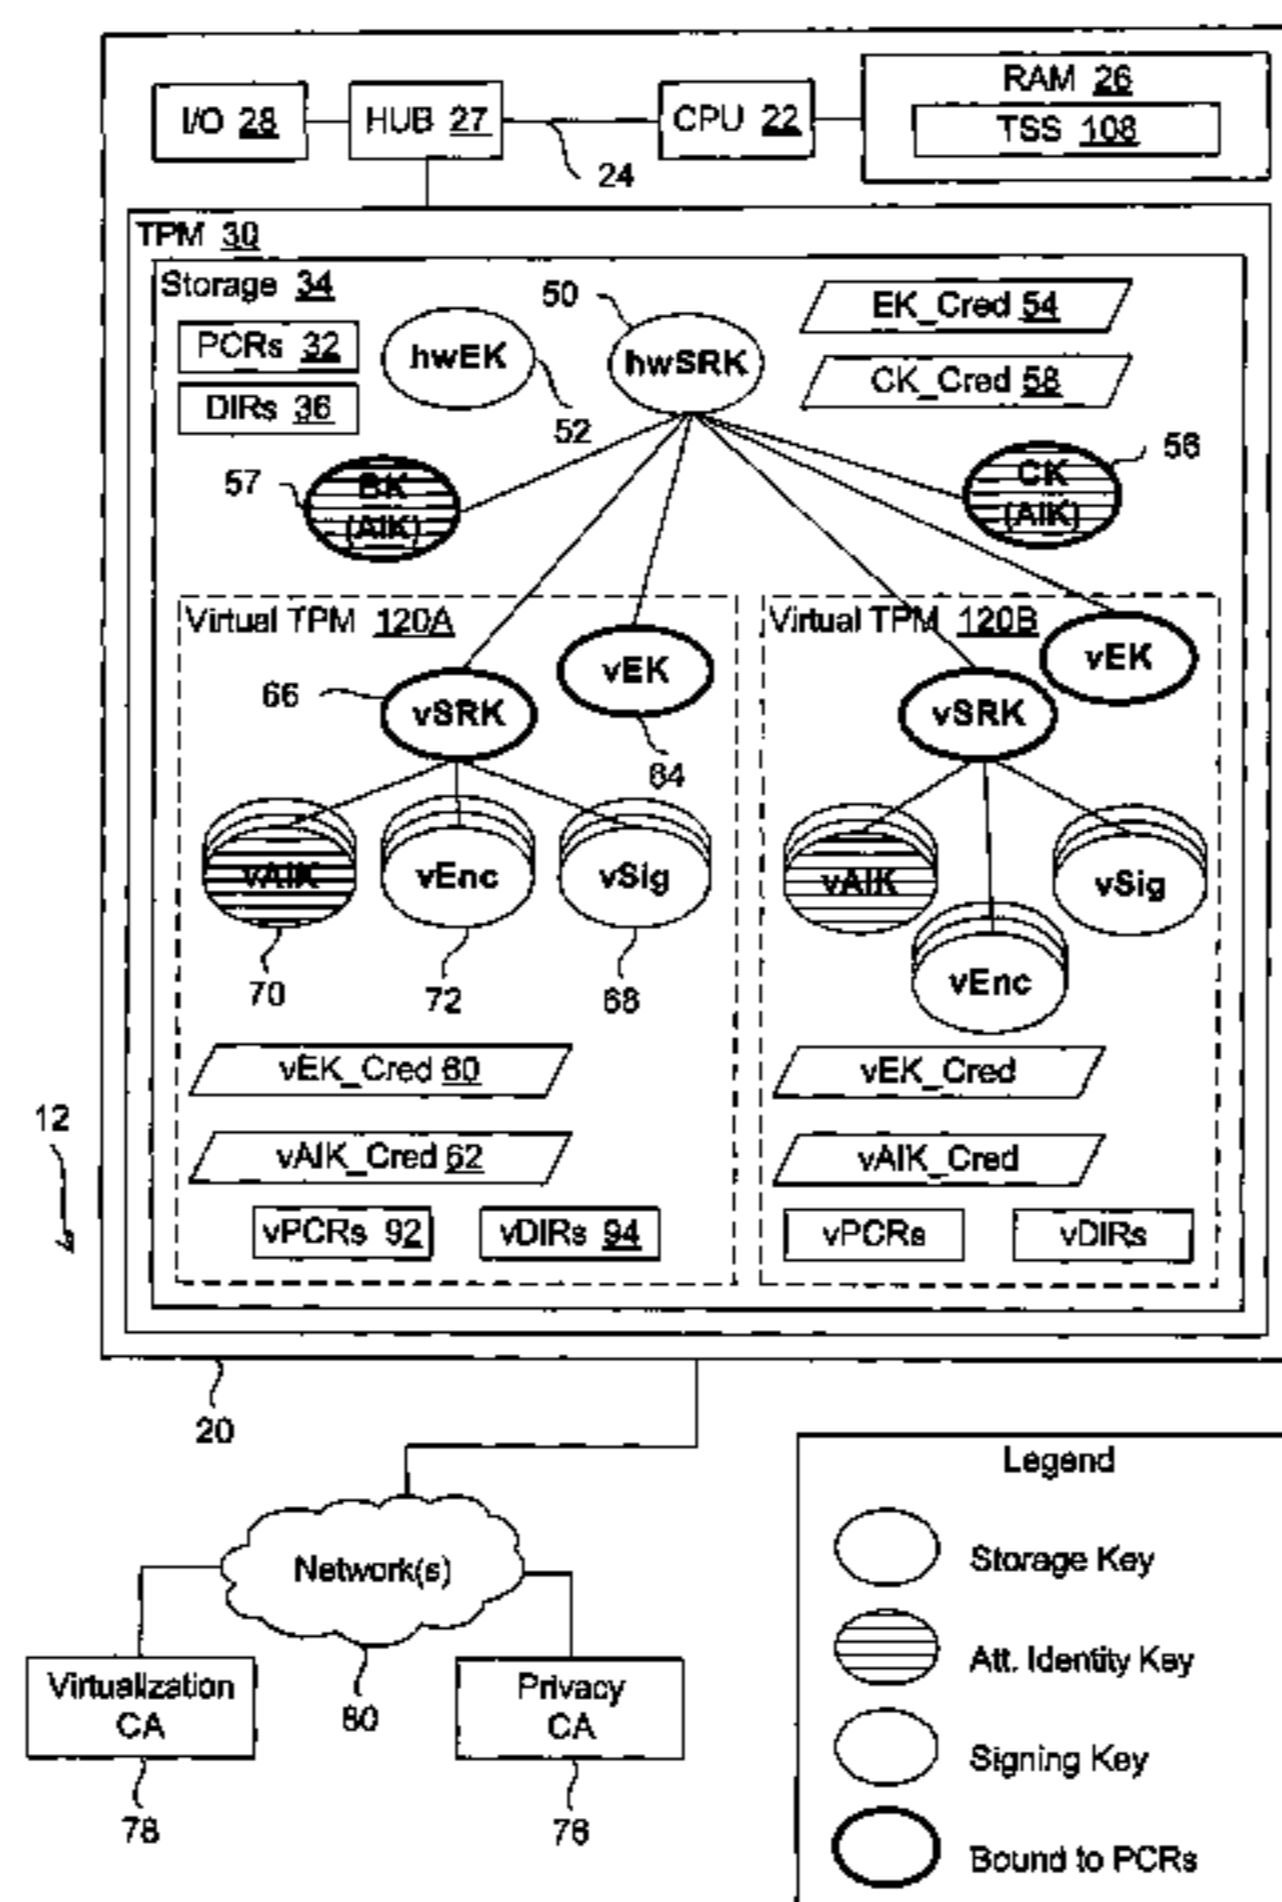 I/O 28
HUB 27
CPU 22
RAM 26
TSS 108
24
TPM 30
Storage 34
50
EK_Cred 54
PCRs 32
hwEK
hwSRK
CK_Cred 58
DIRs 36
52
57
BK
(AIK)
CK
(AIK)
56
Virtual TPM 120A
Virtual TPM 120B
vEK
vEK
66
vSRK
vSRK
64
vAIK
vEnc
vSig
vAIK
vSig
vEnc
70
72
68
vEK_Cred 60
vEK_Cred
12
vAIK_Cred 62
vAIK_Cred
vPCRs 92
vDIRs 94
vPCRs
vDIRs
20
Legend
Storage Key
Network(s)
Att. Identity Key
Virtualization
CA
80
Privacy
CA
Signing Key
78
76
Bound to PCRs